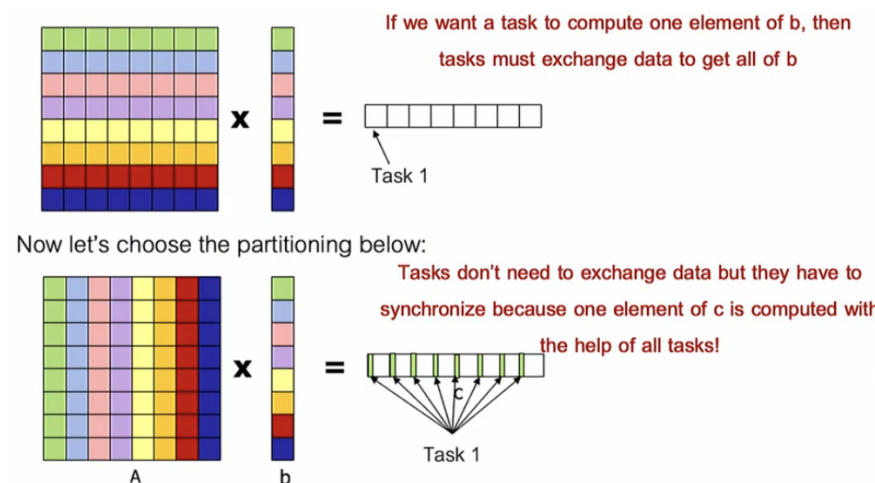 If we want a task to compute one element of b, then
tasks must exchange data to get all of b
x
=
Task 1
Now let's choose the partitioning below:
Tasks don't need to exchange data but they have to
synchronize because one element of c is computed with
the help of all tasks!
x
=
c
Task 1
A
b